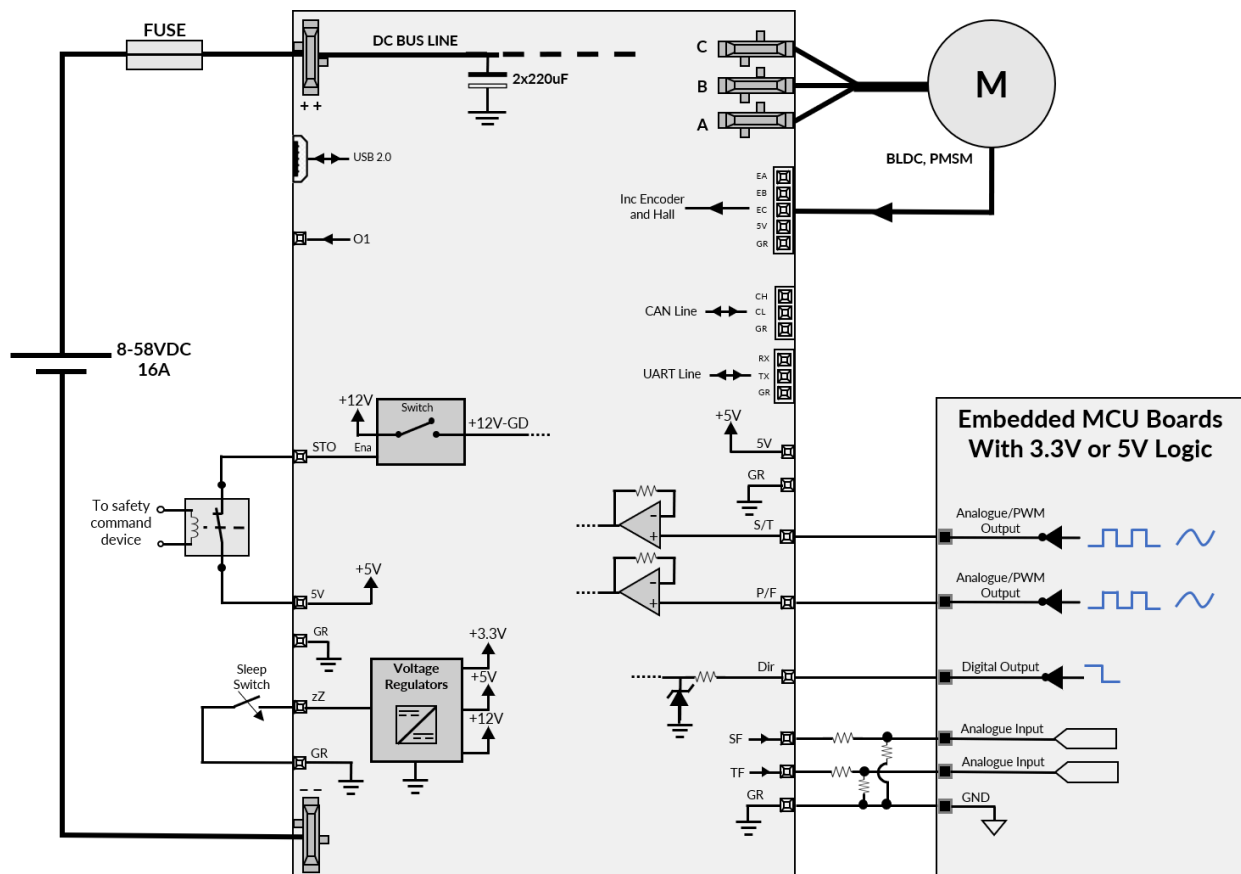 FUSE
DC BUS LINE
2x220uF
+ +
C
B
A
M
BLDC, PMSM
USB 2.0
O1
Inc Encoder
and Hall
EA
EB
EC
5V
GR
CAN Line
CH
CL
GR
UART Line
RX
TX
GR
8-58VDC
16A
+12V
Switch
+12V-GD
STO
Ena
To safety
command
device
+5V
5V
GR
Sleep
Switch
zZ
GR
Voltage
Regulators
+3.3V
+5V
+12V
- -
+5V
5V
GR
S/T
-
+
P/F
-
+
Dir
SF
TF
GR
Embedded MCU Boards
With 3.3V or 5V Logic
Analogue/PWM
Output
Analogue/PWM
Output
Digital Output
Analogue Input
Analogue Input
GND